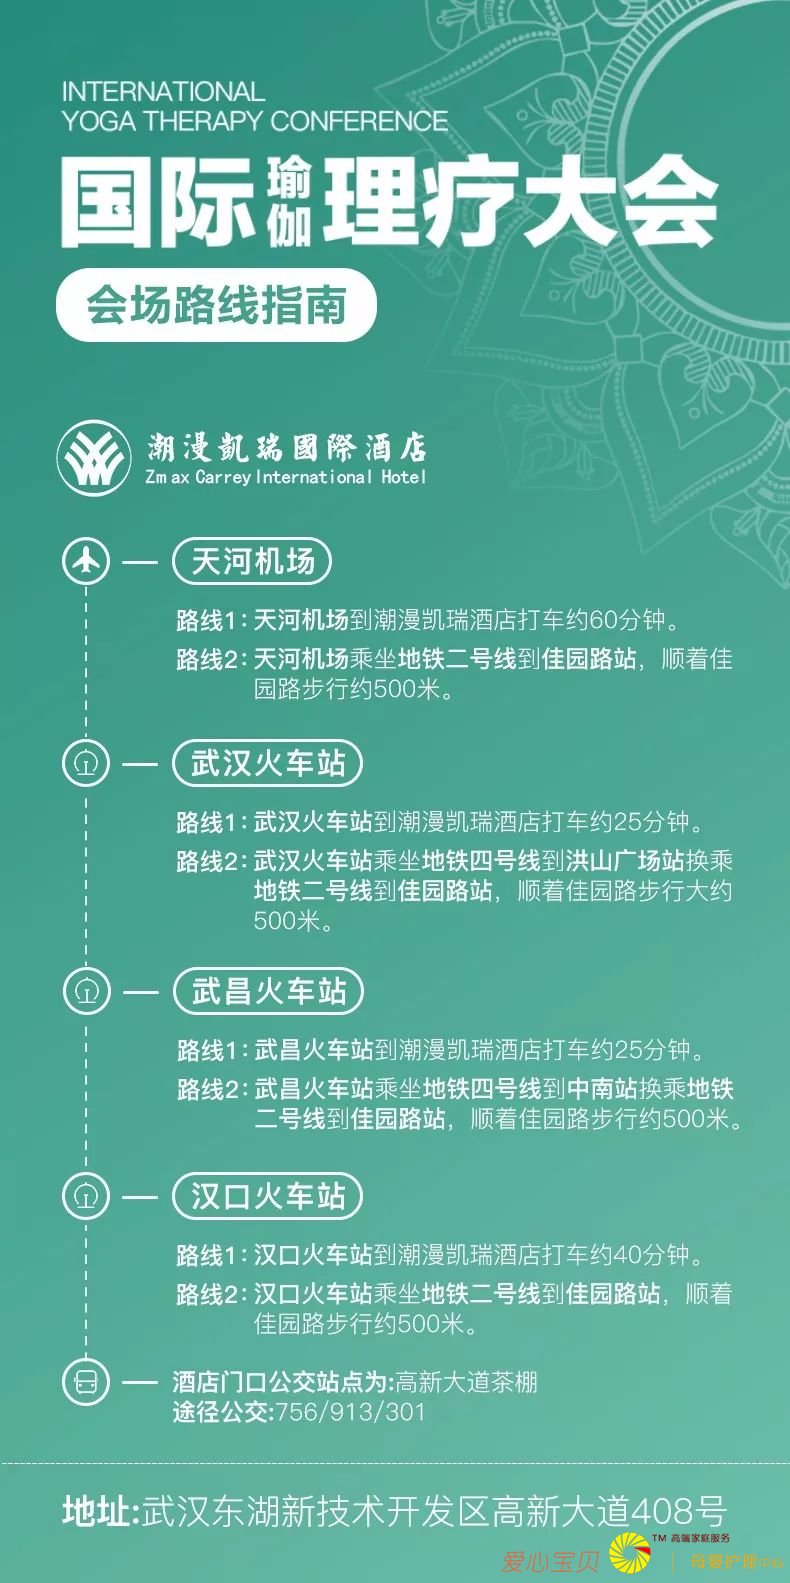 INTERNATIONAL
YOGA THERAPY CONFERENCE
国际瑜伽理疗大会
会场路线指南
潮漫凱瑞國際酒店
Zmax Carrey International Hotel
天河机场
路线1：天河机场到潮漫凯瑞酒店打车约60分钟。
路线2：天河机场乘坐地铁二号线到佳园路站，顺着佳
园路步行约500米。
武汉火车站
路线1：武汉火车站到潮漫凯瑞酒店打车约25分钟。
路线2：武汉火车站乘坐地铁四号线到洪山广场站换乘
地铁二号线到佳园路站，顺着佳园路步行大约
500米。
武昌火车站
路线1：武昌火车站到潮漫凯瑞酒店打车约25分钟。
路线2：武昌火车站乘坐地铁四号线到中南站换乘地铁
二号线到佳园路站，顺着佳园路步行约500米。
汉口火车站
路线1：汉口火车站到潮漫凯瑞酒店打车约40分钟。
路线2：汉口火车站乘坐地铁二号线到佳园路站，顺着
佳园路步行约500米。
酒店门口公交站点为:高新大道茶棚
途径公交:756/913/301
地址:武汉东湖新技术开发区高新大道408号
TM 高端家庭服务
爱心宝贝 | 母婴护理中心